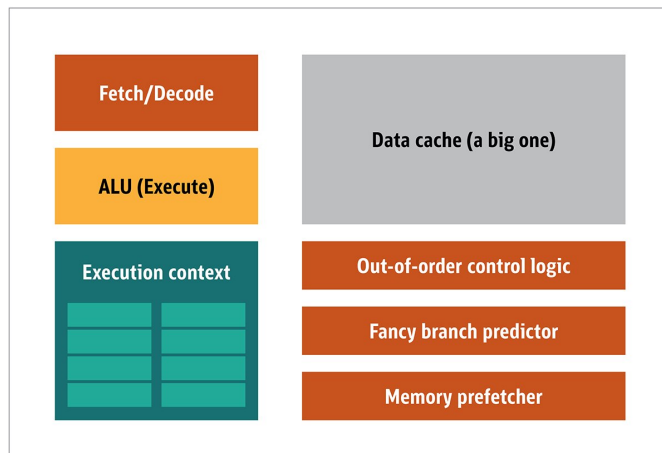 Fetch/Decode
ALU (Execute)
Execution context
Data cache (a big one)
Out-of-order control logic
Fancy branch predictor
Memory prefetcher